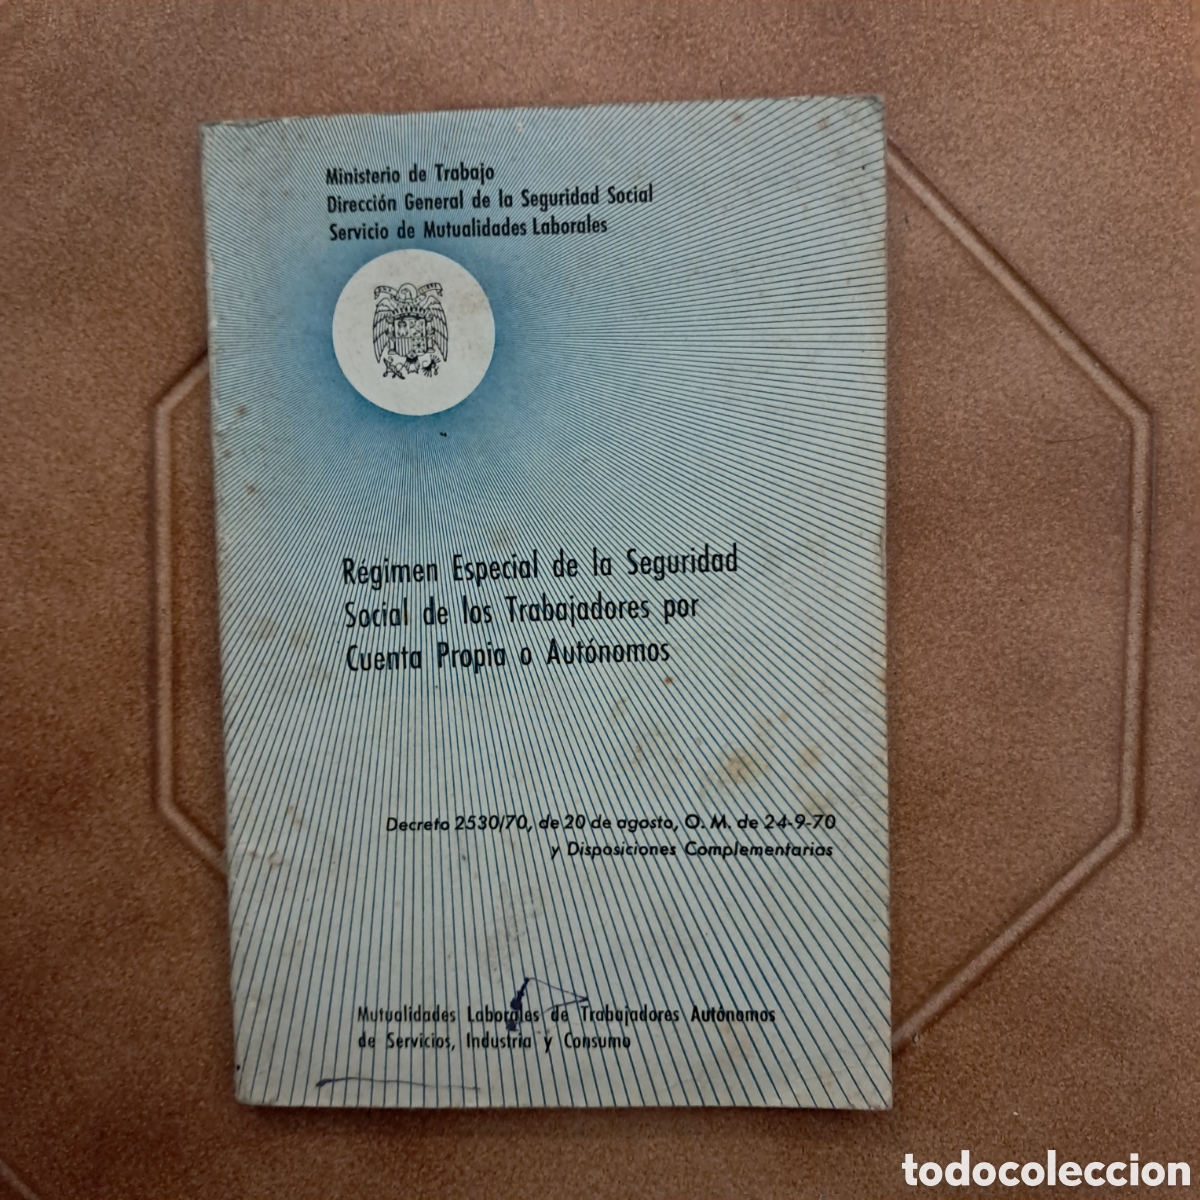 Ministerio de Trabajo
Dirección General de la Seguridad Social
Servicio de Mutualidades Laborales
Régimen Especial de la Seguridad
Social de los Trabajadores por
Cuenta Propia o Autónomos
Decreto 2530/70, de 20 de agosto, O. M. de 24-9-70
y Disposiciones Complementarias
Mutualidades Laborales de Trabajadores Autónomos
de Servicios, Industria y Consumo
todocoleccion